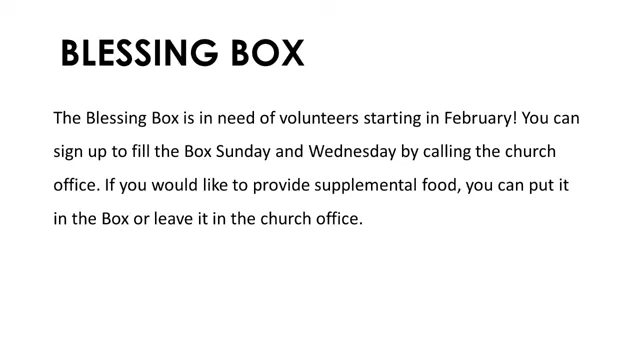 BLESSING BOX
The Blessing Box is in need of volunteers starting in February! You can
sign up to fill the Box Sunday and Wednesday by calling the church
office. If you would like to provide supplemental food, you can put it
in the Box or leave it in the church office.